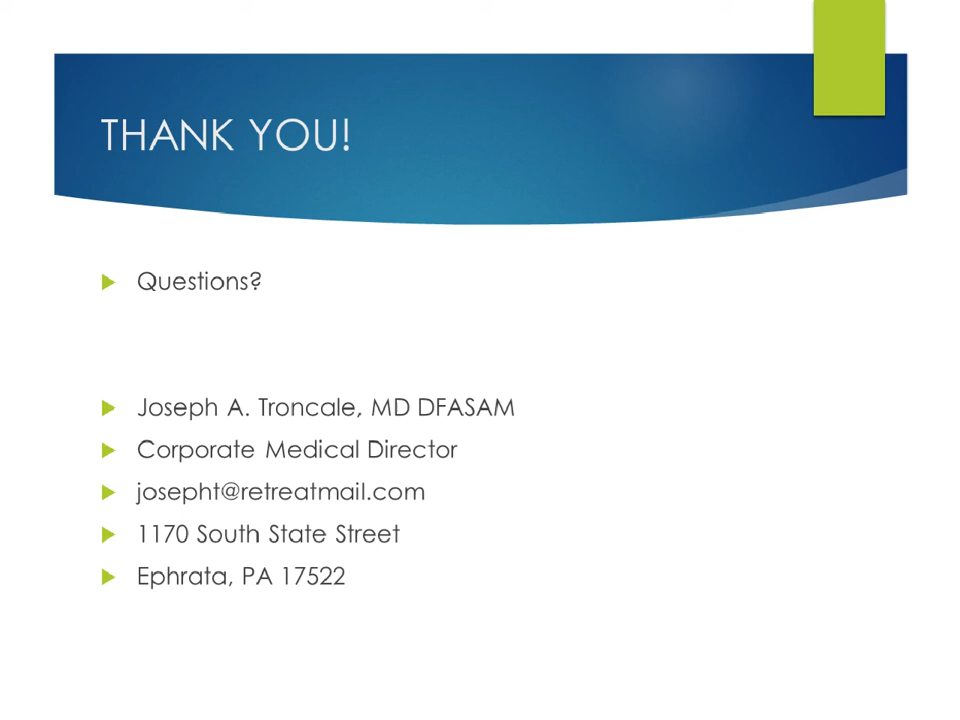 THANK YOU!
Questions?
Joseph A. Troncale, MD DFASAM
Corporate Medical Director
josepht@retreatmail.com
1170 South State Street
Ephrata, PA 17522